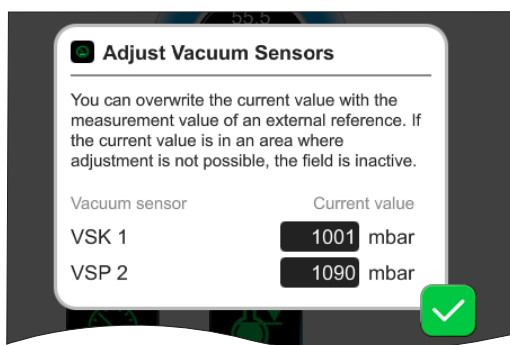 55.5
Adjust Vacuum Sensors
You can overwrite the current value with the
measurement value of an external reference. If
the current value is in an area where
adjustment is not possible, the field is inactive.
Vacuum sensor Current value
VSK 1 1001 mbar
VSP 2 1090 mbar